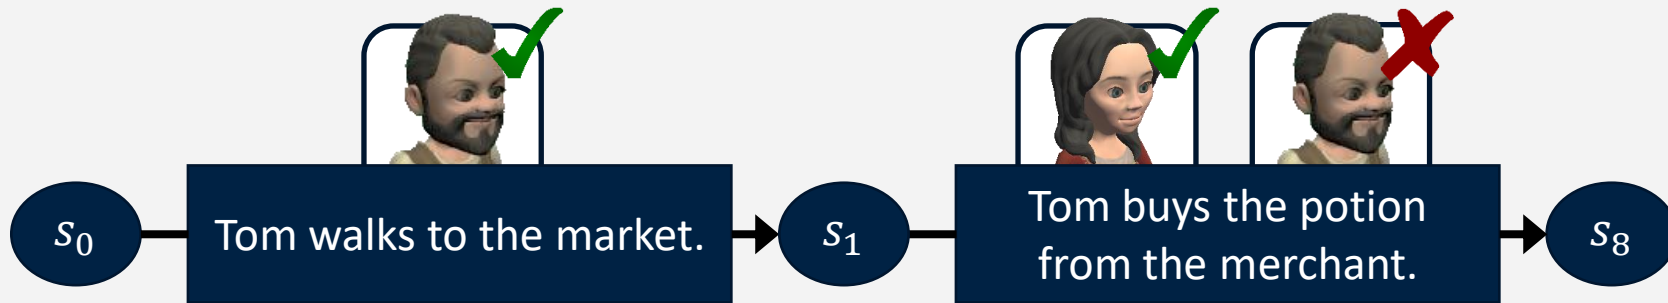 s₀
Tom walks to the market.
s₁
Tom buys the potion
from the merchant.
s₈